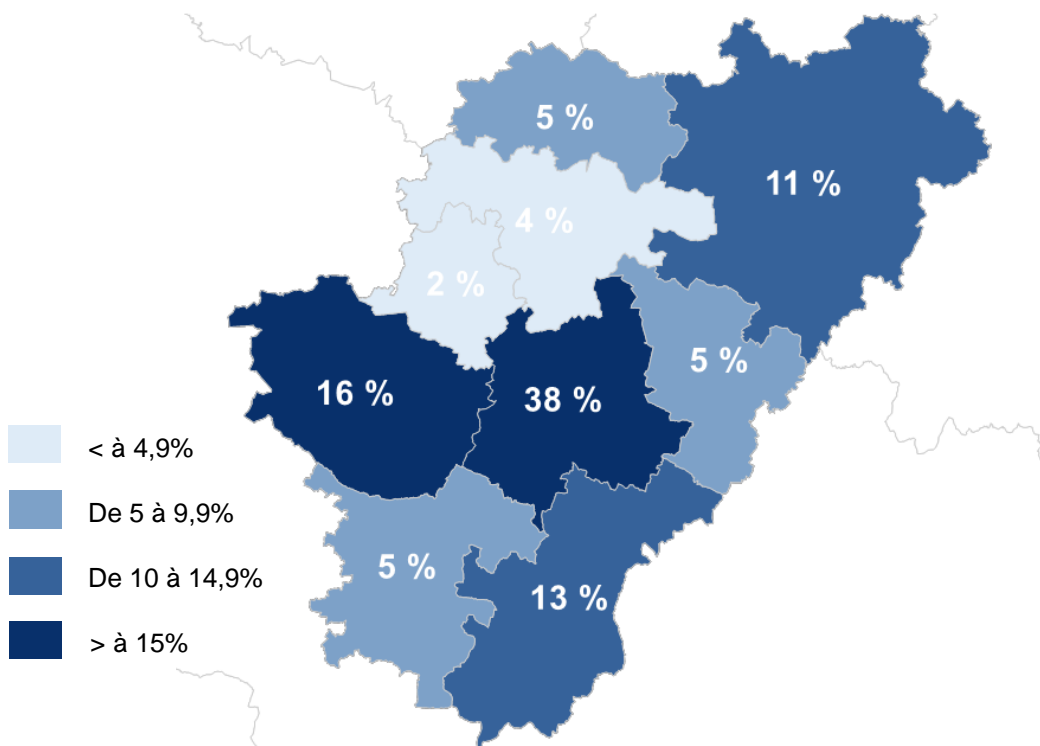 5 %
11 %
4 %
2 %
5 %
16 %
38 %
5 %
13 %
< à 4,9%
De 5 à 9,9%
De 10 à 14,9%
> à 15%